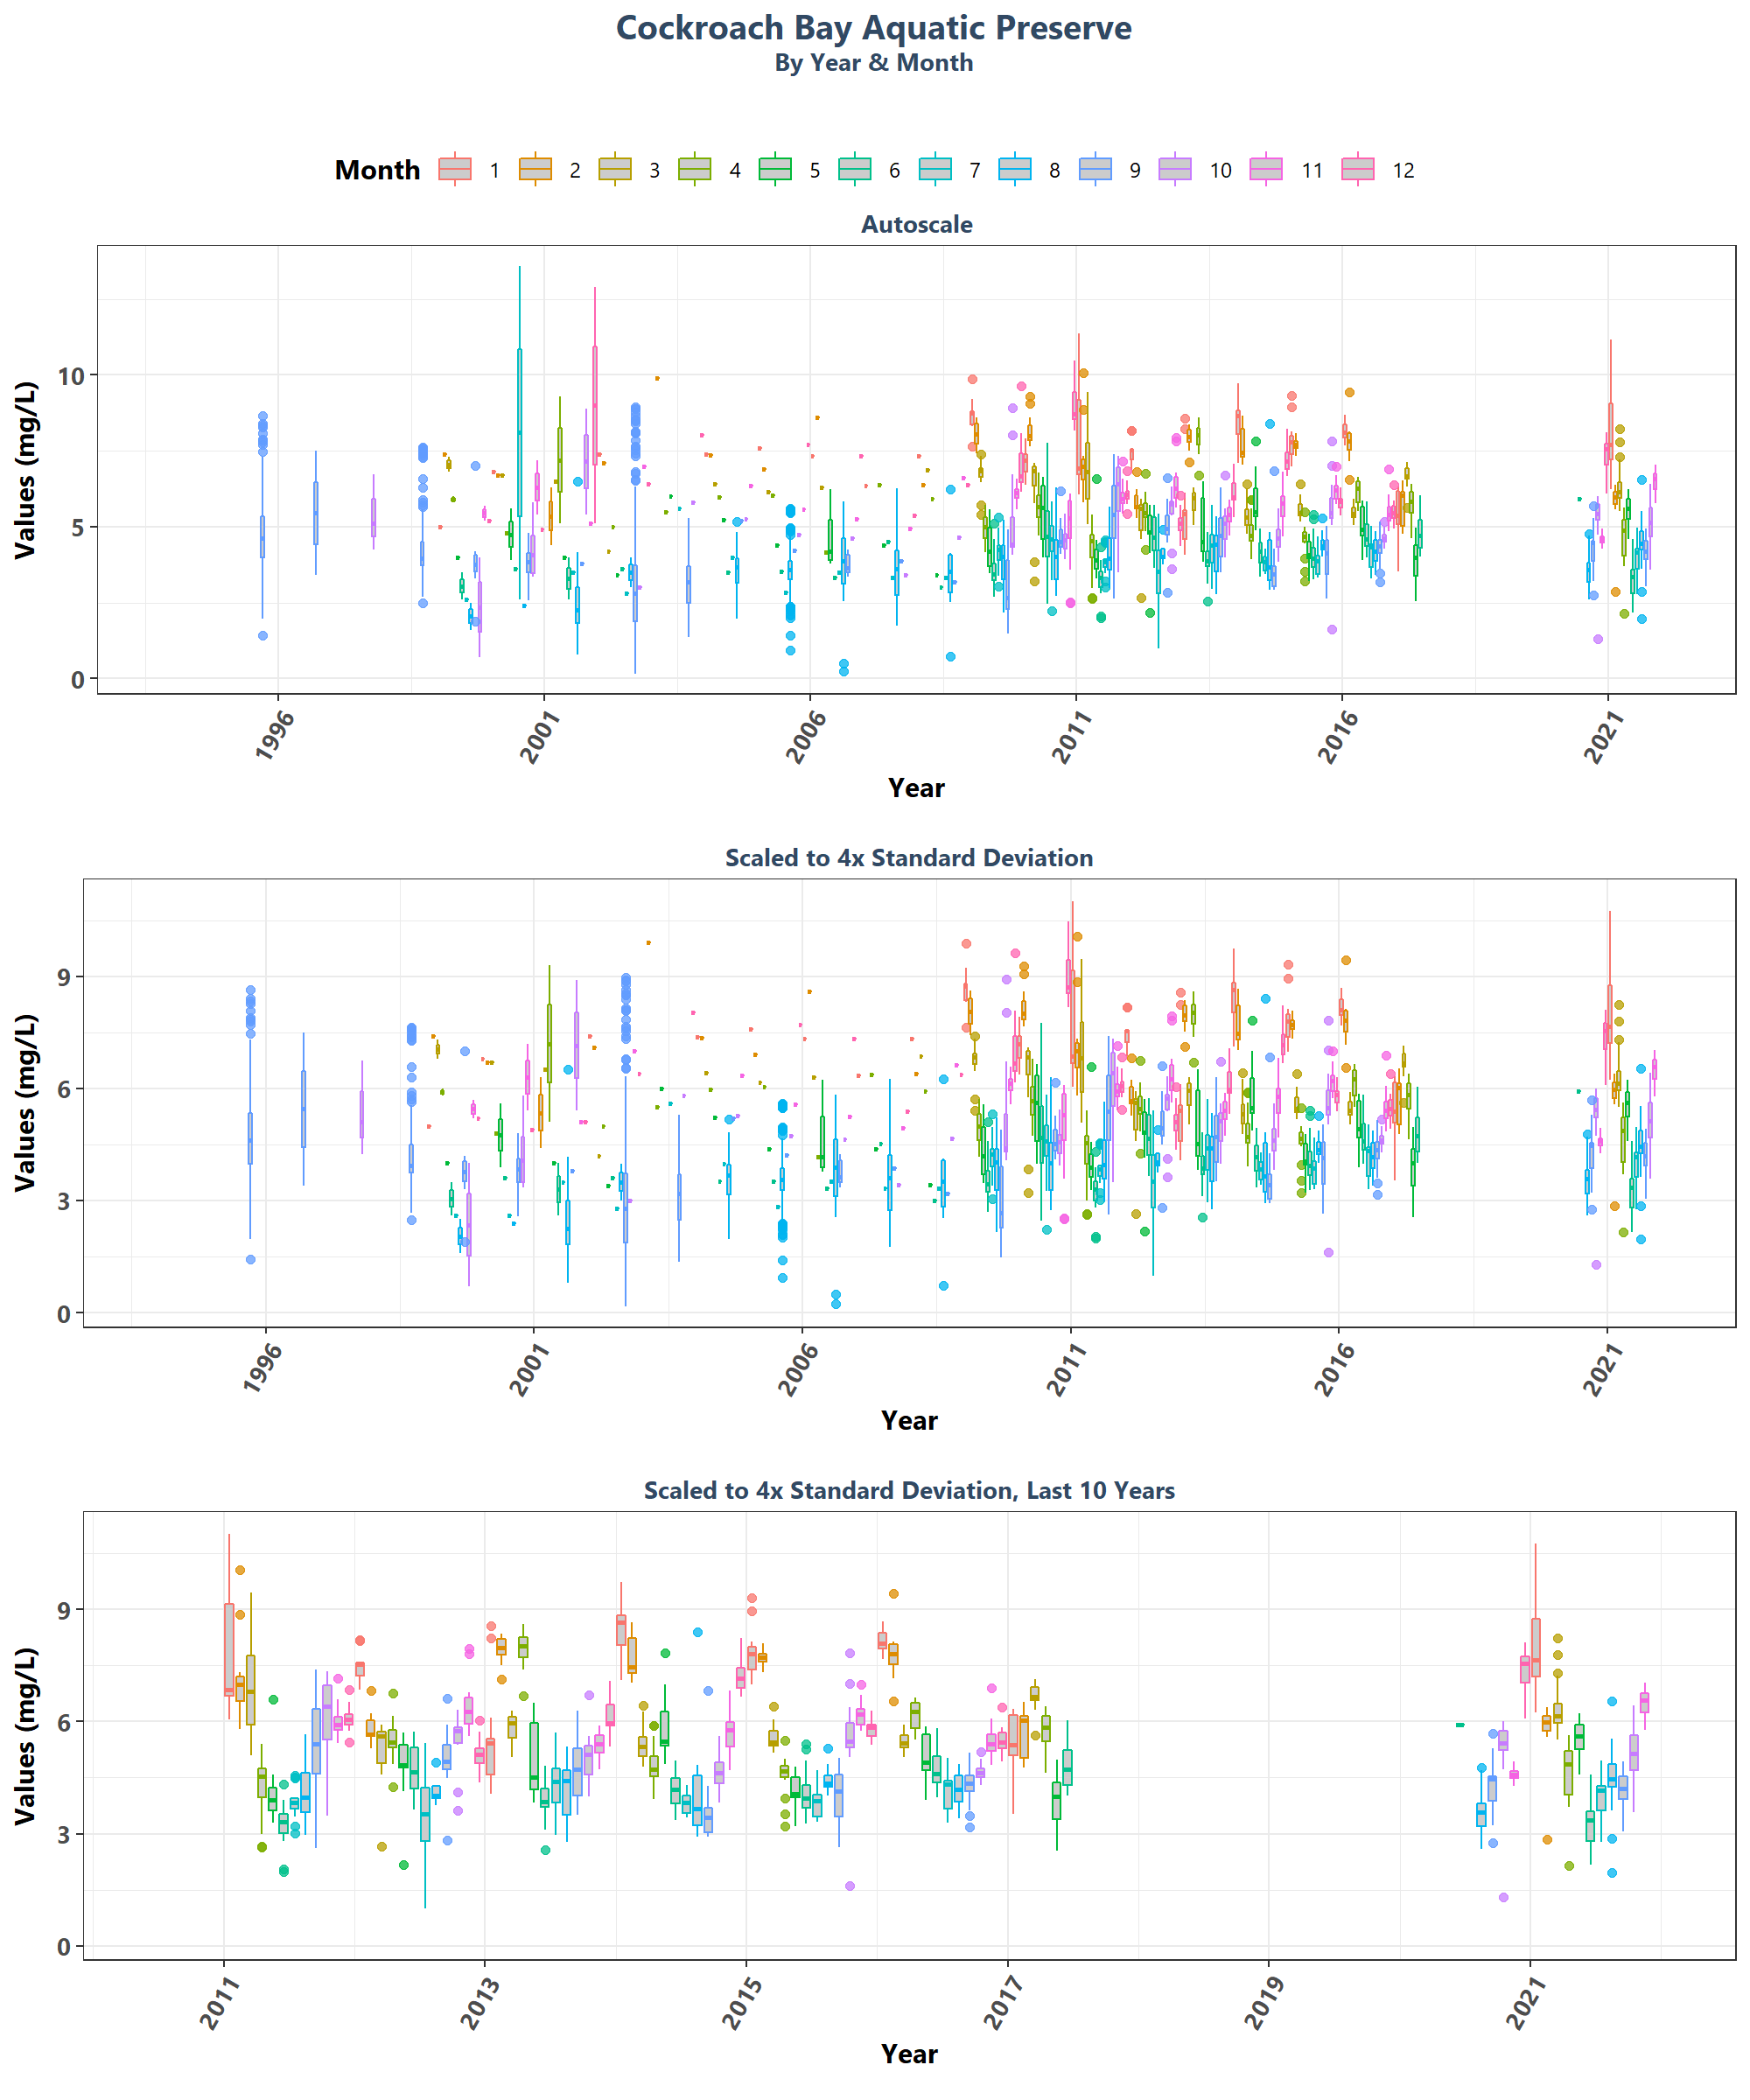 Cockroach Bay Aquatic Preserve
By Year & Month
Month 1 2 3 4 5 6 7 8 9 10 11 12
Autoscale
Values (mg/L)
10
5
0
1996 2001 2006 2011 2016 2021
Year
Scaled to 4x Standard Deviation
Values (mg/L)
9
6
3
0
1996 2001 2006 2011 2016 2021
Year
Scaled to 4x Standard Deviation, Last 10 Years
Values (mg/L)
9
6
3
0
2011 2013 2015 2017 2019 2021
Year